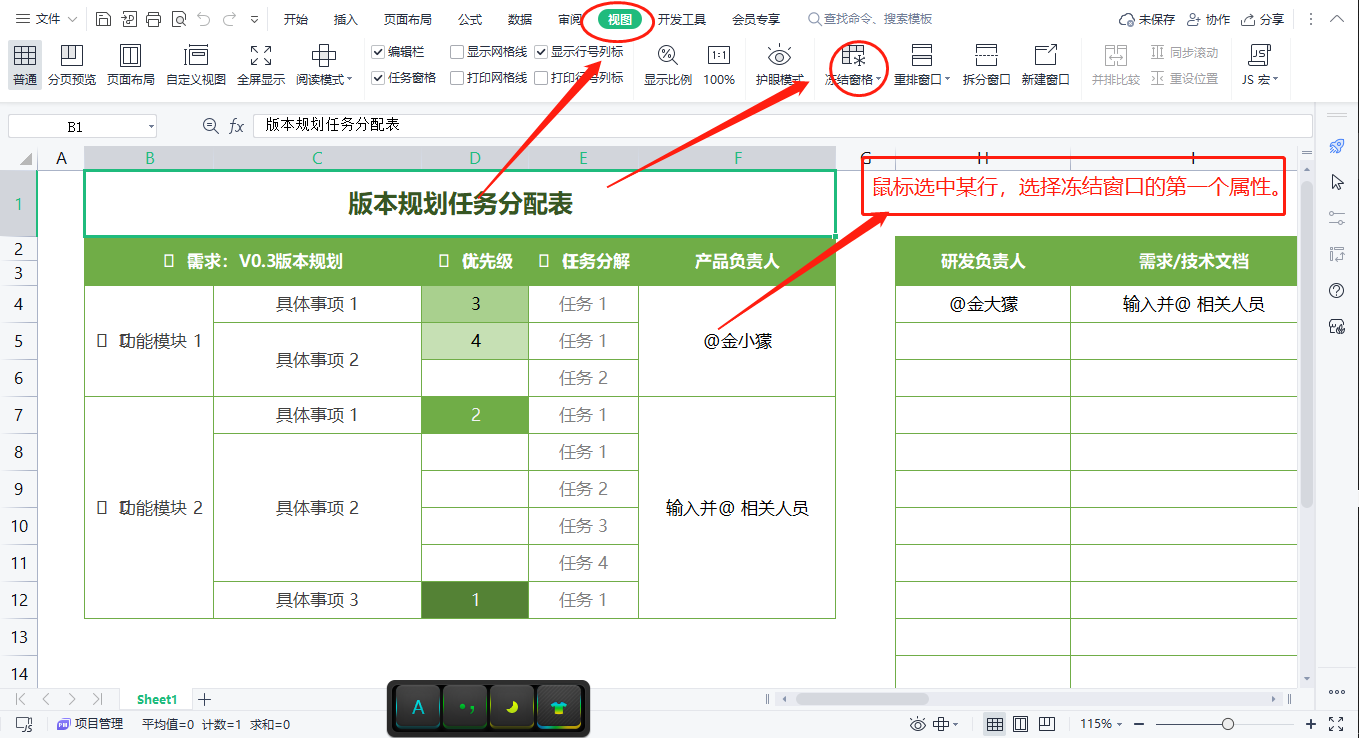 文件 开始 插入 页面布局 公式 数据 审阅 视图 开发工具 会员专享 查找命令、搜索模板 未保存 协作 分享
编辑栏 显示网格线 显示行号列标
任务窗格 打印网格线 打印行号列标
同步滚动
重设位置
普通 分页预览 页面布局 自定义视图 全屏显示 阅读模式 显示比例 100% 护眼模式 冻结窗格 重排窗口 拆分窗口 新建窗口 并排比较 JS 宏
B1 fx 版本规划任务分配表
A B C D E F G H I
鼠标选中某行，选择冻结窗口的第一个属性。
1 版本规划任务分配表
2
需求：V0.3版本规划 优先级 任务分解 产品负责人 研发负责人 需求/技术文档
3
4 具体事项 1 3 任务 1 @金大獴 输入并@ 相关人员
5 功能模块 1 4 任务 1 @金小獴
具体事项 2
6 任务 2
7 具体事项 1 2 任务 1
8 任务 1
9 任务 2
功能模块 2 具体事项 2 输入并@ 相关人员
10 任务 3
11 任务 4
12 具体事项 3 1 任务 1
13
14
Sheet1
A
项目管理 平均值=0 计数=1 求和=0 115%